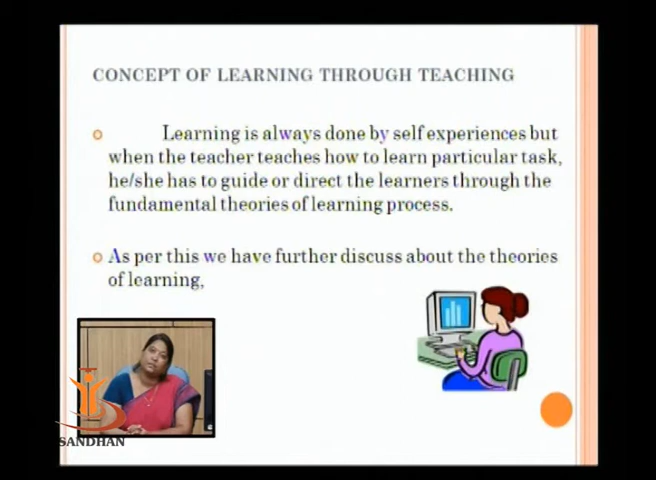 CONCEPT OF LEARNING THROUGH TEACHING
Learning is always done by self experiences but
when the teacher teaches how to learn particular task,
he/she has to guide or direct the learners through the
fundamental theories of learning process.
As per this we have further discuss about the theories
of learning,
SANDHAN